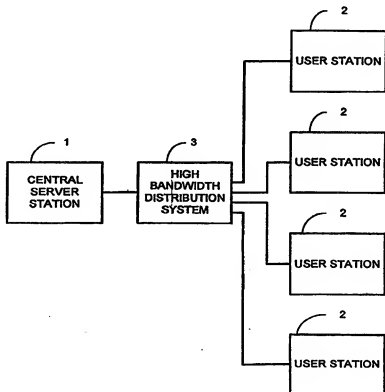 2
USER STATION
2
USER STATION
1
CENTRAL
SERVER
STATION
3
HIGH
BANDWIDTH
DISTRIBUTION
SYSTEM
2
USER STATION
2
USER STATION